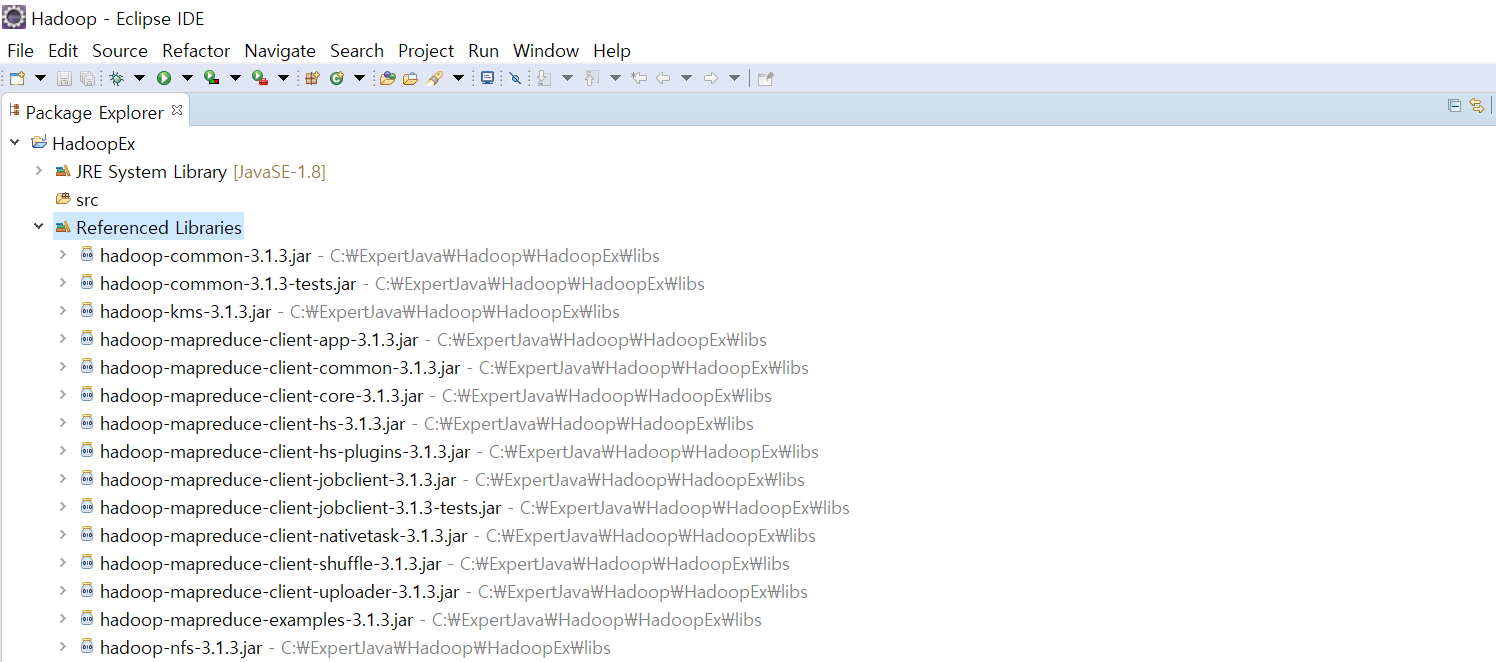 Hadoop - Eclipse IDE
File Edit Source Refactor Navigate Search Project Run Window Help
Package Explorer
HadoopEx
JRE System Library [JavaSE-1.8]
src
Referenced Libraries
hadoop-common-3.1.3.jar - C:₩ExpertJava₩Hadoop₩HadoopEx₩libs
hadoop-common-3.1.3-tests.jar - C:₩ExpertJava₩Hadoop₩HadoopEx₩libs
hadoop-kms-3.1.3.jar - C:₩ExpertJava₩Hadoop₩HadoopEx₩libs
hadoop-mapreduce-client-app-3.1.3.jar - C:₩ExpertJava₩Hadoop₩HadoopEx₩libs
hadoop-mapreduce-client-common-3.1.3.jar - C:₩ExpertJava₩Hadoop₩HadoopEx₩libs
hadoop-mapreduce-client-core-3.1.3.jar - C:₩ExpertJava₩Hadoop₩HadoopEx₩libs
hadoop-mapreduce-client-hs-3.1.3.jar - C:₩ExpertJava₩Hadoop₩HadoopEx₩libs
hadoop-mapreduce-client-hs-plugins-3.1.3.jar - C:₩ExpertJava₩Hadoop₩HadoopEx₩libs
hadoop-mapreduce-client-jobclient-3.1.3.jar - C:₩ExpertJava₩Hadoop₩HadoopEx₩libs
hadoop-mapreduce-client-jobclient-3.1.3-tests.jar - C:₩ExpertJava₩Hadoop₩HadoopEx₩libs
hadoop-mapreduce-client-nativetask-3.1.3.jar - C:₩ExpertJava₩Hadoop₩HadoopEx₩libs
hadoop-mapreduce-client-shuffle-3.1.3.jar - C:₩ExpertJava₩Hadoop₩HadoopEx₩libs
hadoop-mapreduce-client-uploader-3.1.3.jar - C:₩ExpertJava₩Hadoop₩HadoopEx₩libs
hadoop-mapreduce-examples-3.1.3.jar - C:₩ExpertJava₩Hadoop₩HadoopEx₩libs
hadoop-nfs-3.1.3.jar - C:₩ExpertJava₩Hadoop₩HadoopEx₩libs